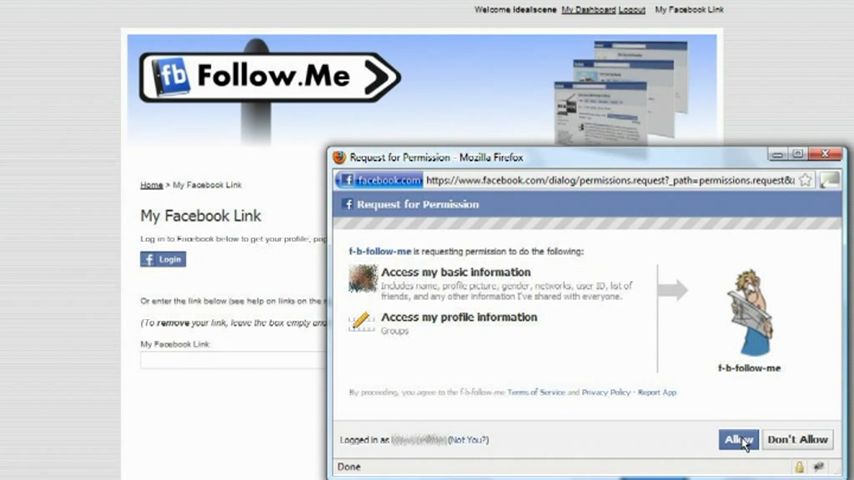 Welcome idealscene My Dashboard Logout My Facebook Link
fb Follow.Me
Home > My Facebook Link
My Facebook Link
Log in to Facebook below to get your profile, pag
f Login
Or enter the link below (see help on links on the r
(To remove your link, leave the box empty an
My Facebook Link:
Request for Permission - Mozilla Firefox
f facebook.com https://www.facebook.com/dialog/permissions.request?_path=permissions.request&
f Request for Permission
f-b-follow-me is requesting permission to do the following:
Access my basic information
Includes name, profile picture, gender, networks, user ID, list of
friends, and any other information I've shared with everyone.
Access my profile information
Groups
f-b-follow-me
By proceeding, you agree to the f-b-follow-me Terms of Service and Privacy Policy · Report App
Logged in as (Not You?)
Allow Don't Allow
Done